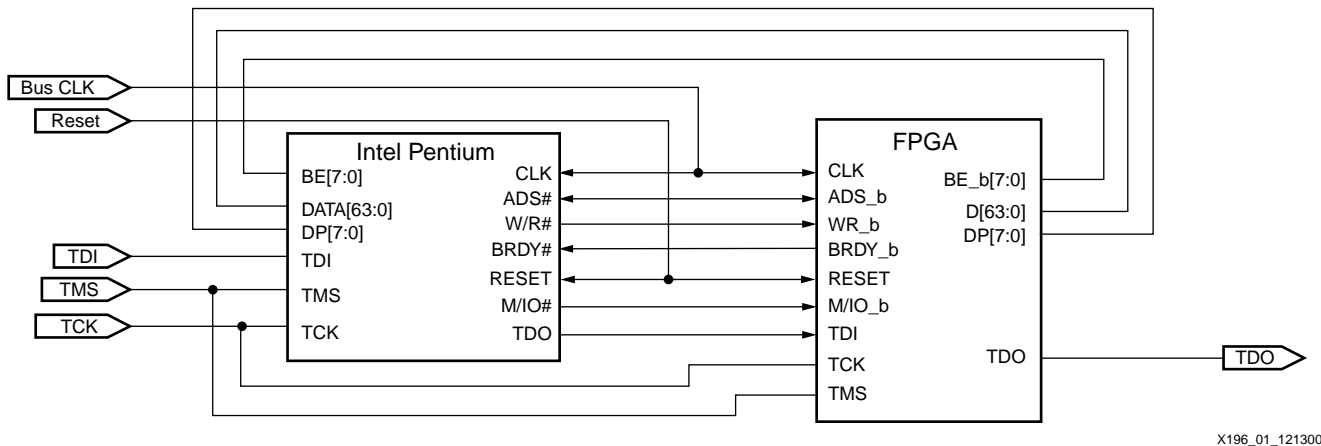 Bus CLK
Reset
Intel Pentium
BE[7:0]
DATA[63:0]
DP[7:0]
TDI
TMS
TCK
CLK
ADS#
W/R#
BRDY#
RESET
M/IO#
TDO
FPGA
CLK
ADS_b
WR_b
BRDY_b
RESET
M/IO_b
TDI
TCK
TMS
BE_b[7:0]
D[63:0]
DP[7:0]
TDO
TDI
TMS
TCK
TDO
X196_01_121300